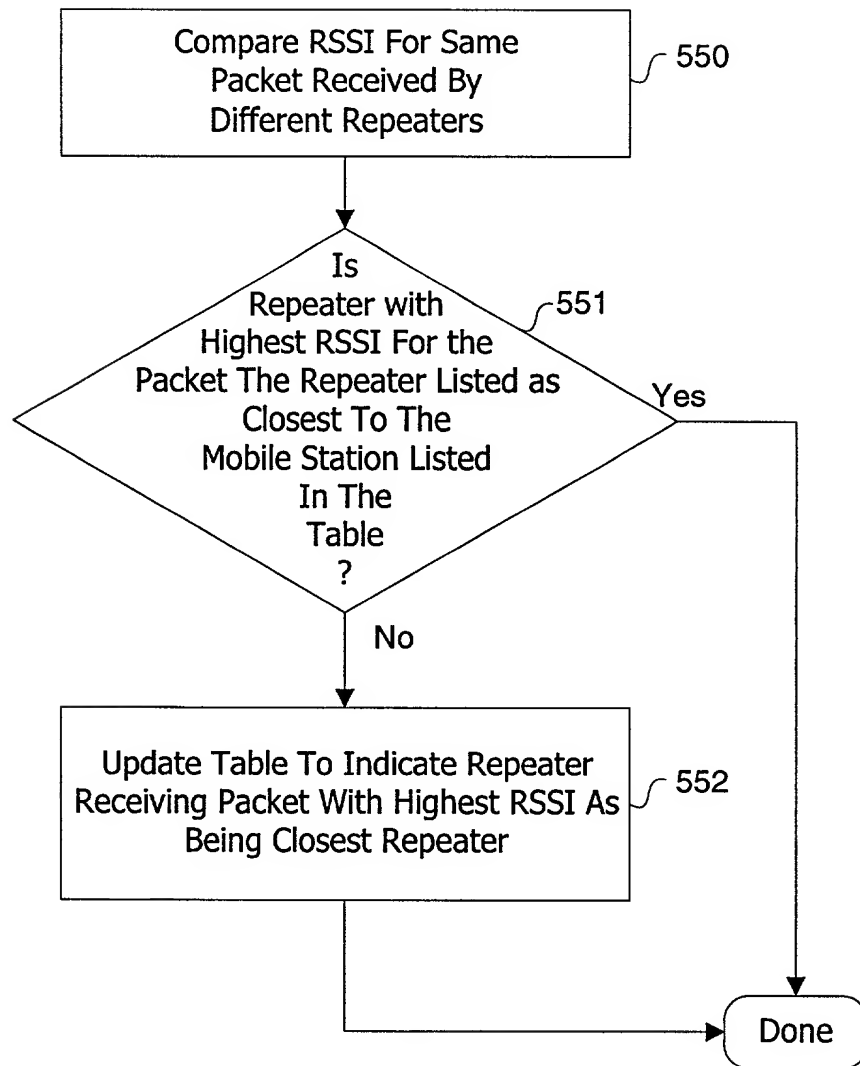 Compare RSSI For Same
Packet Received By
Different Repeaters
550
Is
Repeater with
Highest RSSI For the
Packet The Repeater Listed as
Closest To The
Mobile Station Listed
In The
Table
?
551
Yes
No
Update Table To Indicate Repeater
Receiving Packet With Highest RSSI As
Being Closest Repeater
552
Done